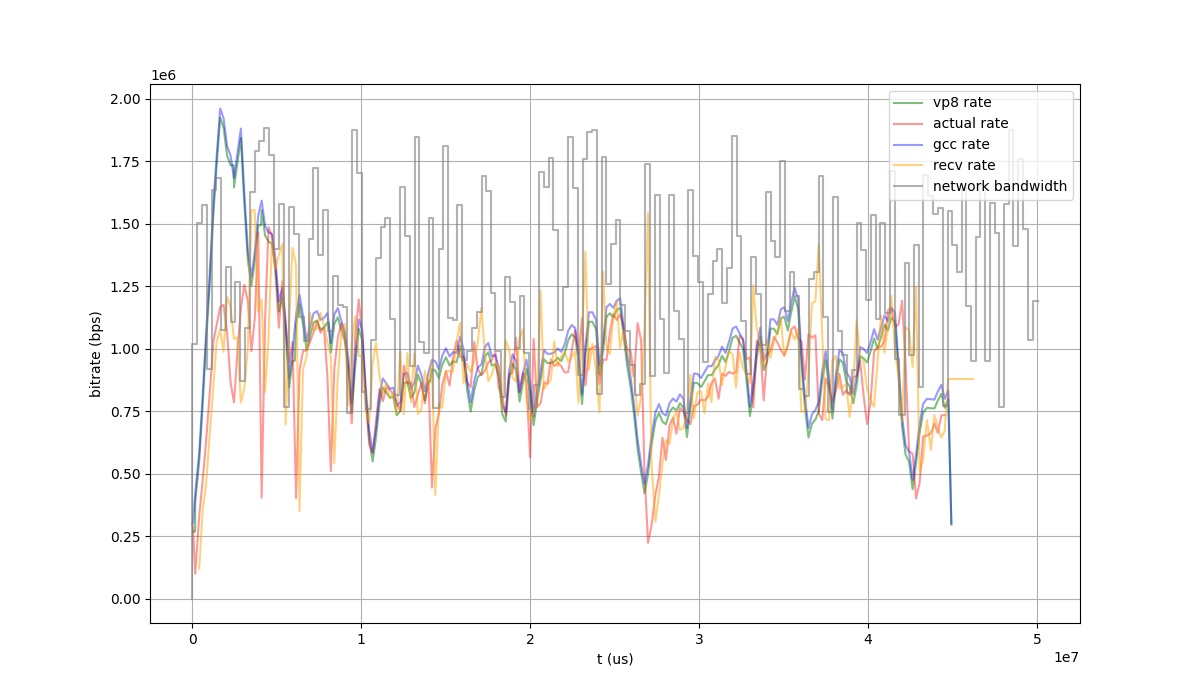 1e6
2.00
1.75
1.50
1.25
1.00
0.75
0.50
0.25
0.00
bitrate (bps)
vp8 rate
actual rate
gcc rate
recv rate
network bandwidth
0 1 2 3 4 5
t (us)
1e7